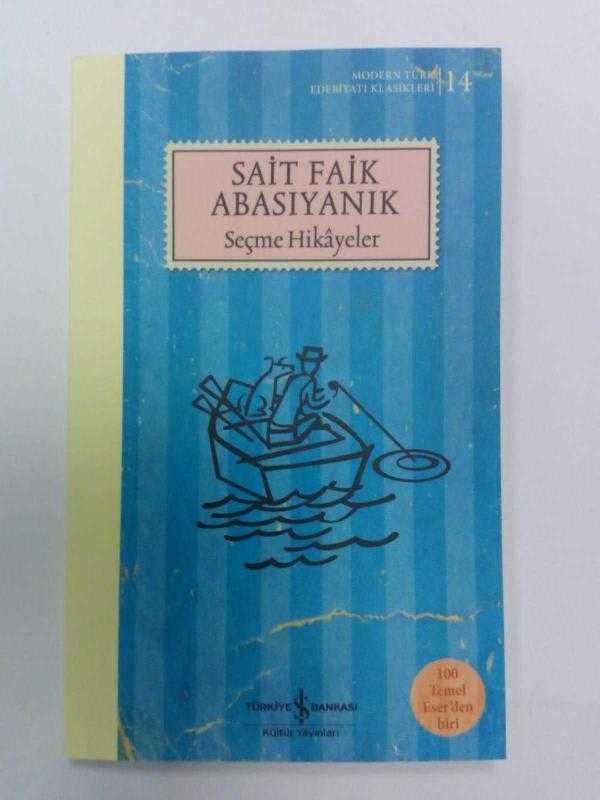 MODERN TÜRK
EDEBİYATI KLASİKLERİ 14
SAİT FAİK
ABASIYANIK
Seçme Hikâyeler
100
Temel
Eser'den
biri
TÜRKİYE İŞ BANKASI
Kültür Yayınları